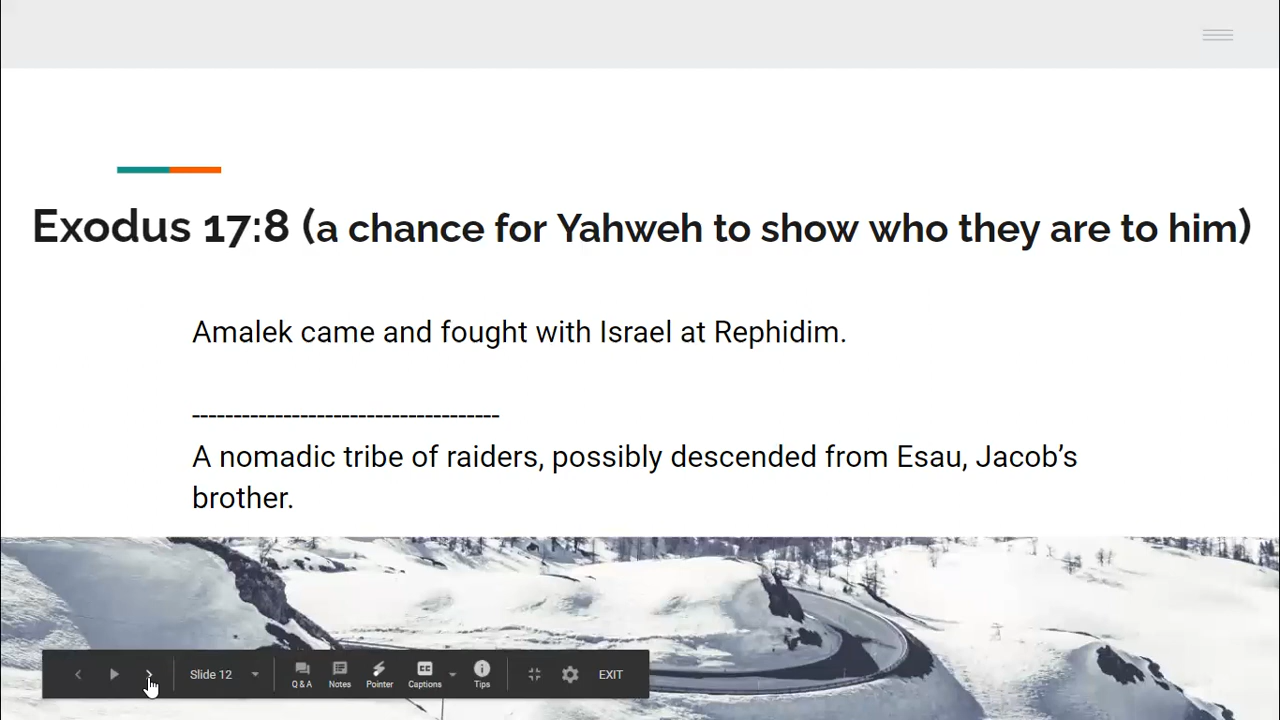 Exodus 17:8 (a chance for Yahweh to show who they are to him)
Amalek came and fought with Israel at Rephidim.
-------------------------------------
A nomadic tribe of raiders, possibly descended from Esau, Jacob’s
brother.
Slide 12
Q & A
Notes
Pointer
CC
Captions
Tips
EXIT